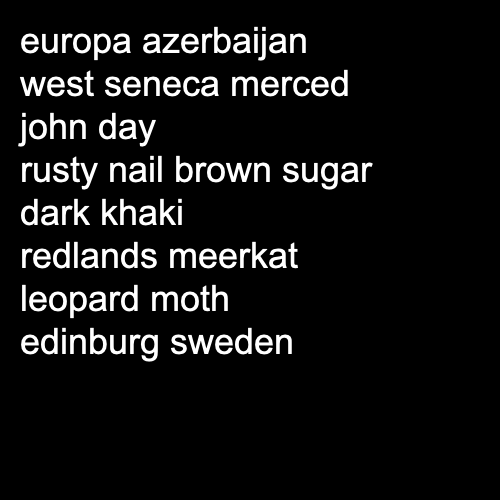 europa azerbaijan
west seneca merced
john day
rusty nail brown sugar
dark khaki
redlands meerkat
leopard moth
edinburg sweden